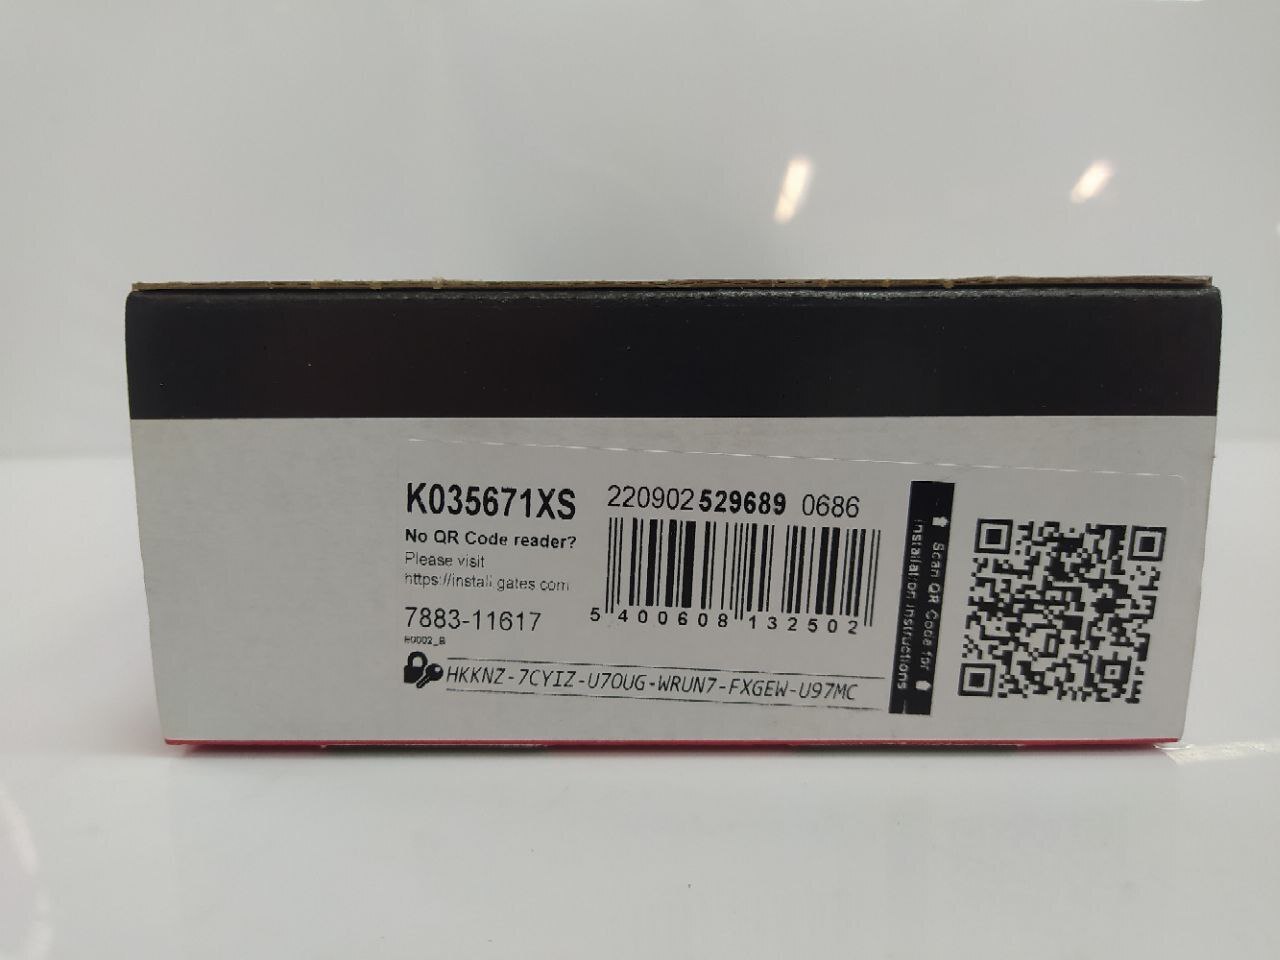 K035671XS
No QR Code reader?
Please visit
https://install.gates.com
7883-11617
R0002_B
220902 529689 0686
5 400608 132502
HKKNZ-7CYIZ-U7OUG-WRUN7-FXGEW-U97MC
Scan QR Code for
installation instructions